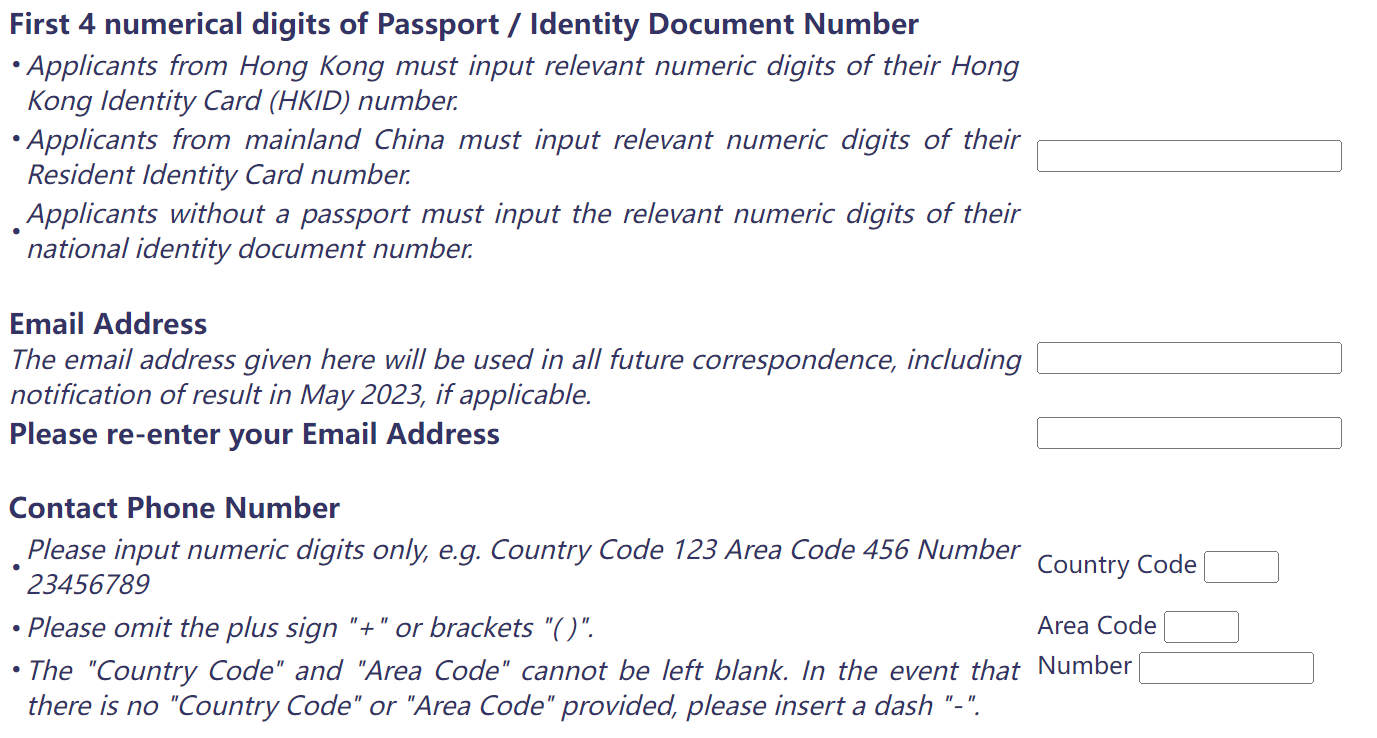 First 4 numerical digits of Passport / Identity Document Number
• Applicants from Hong Kong must input relevant numeric digits of their Hong
Kong Identity Card (HKID) number.
• Applicants from mainland China must input relevant numeric digits of their
Resident Identity Card number.
• Applicants without a passport must input the relevant numeric digits of their
national identity document number.
Email Address
The email address given here will be used in all future correspondence, including
notification of result in May 2023, if applicable.
Please re-enter your Email Address
Contact Phone Number
• Please input numeric digits only, e.g. Country Code 123 Area Code 456 Number
23456789
• Please omit the plus sign "+" or brackets "( )".
• The "Country Code" and "Area Code" cannot be left blank. In the event that
there is no "Country Code" or "Area Code" provided, please insert a dash "-".
Country Code
Area Code
Number